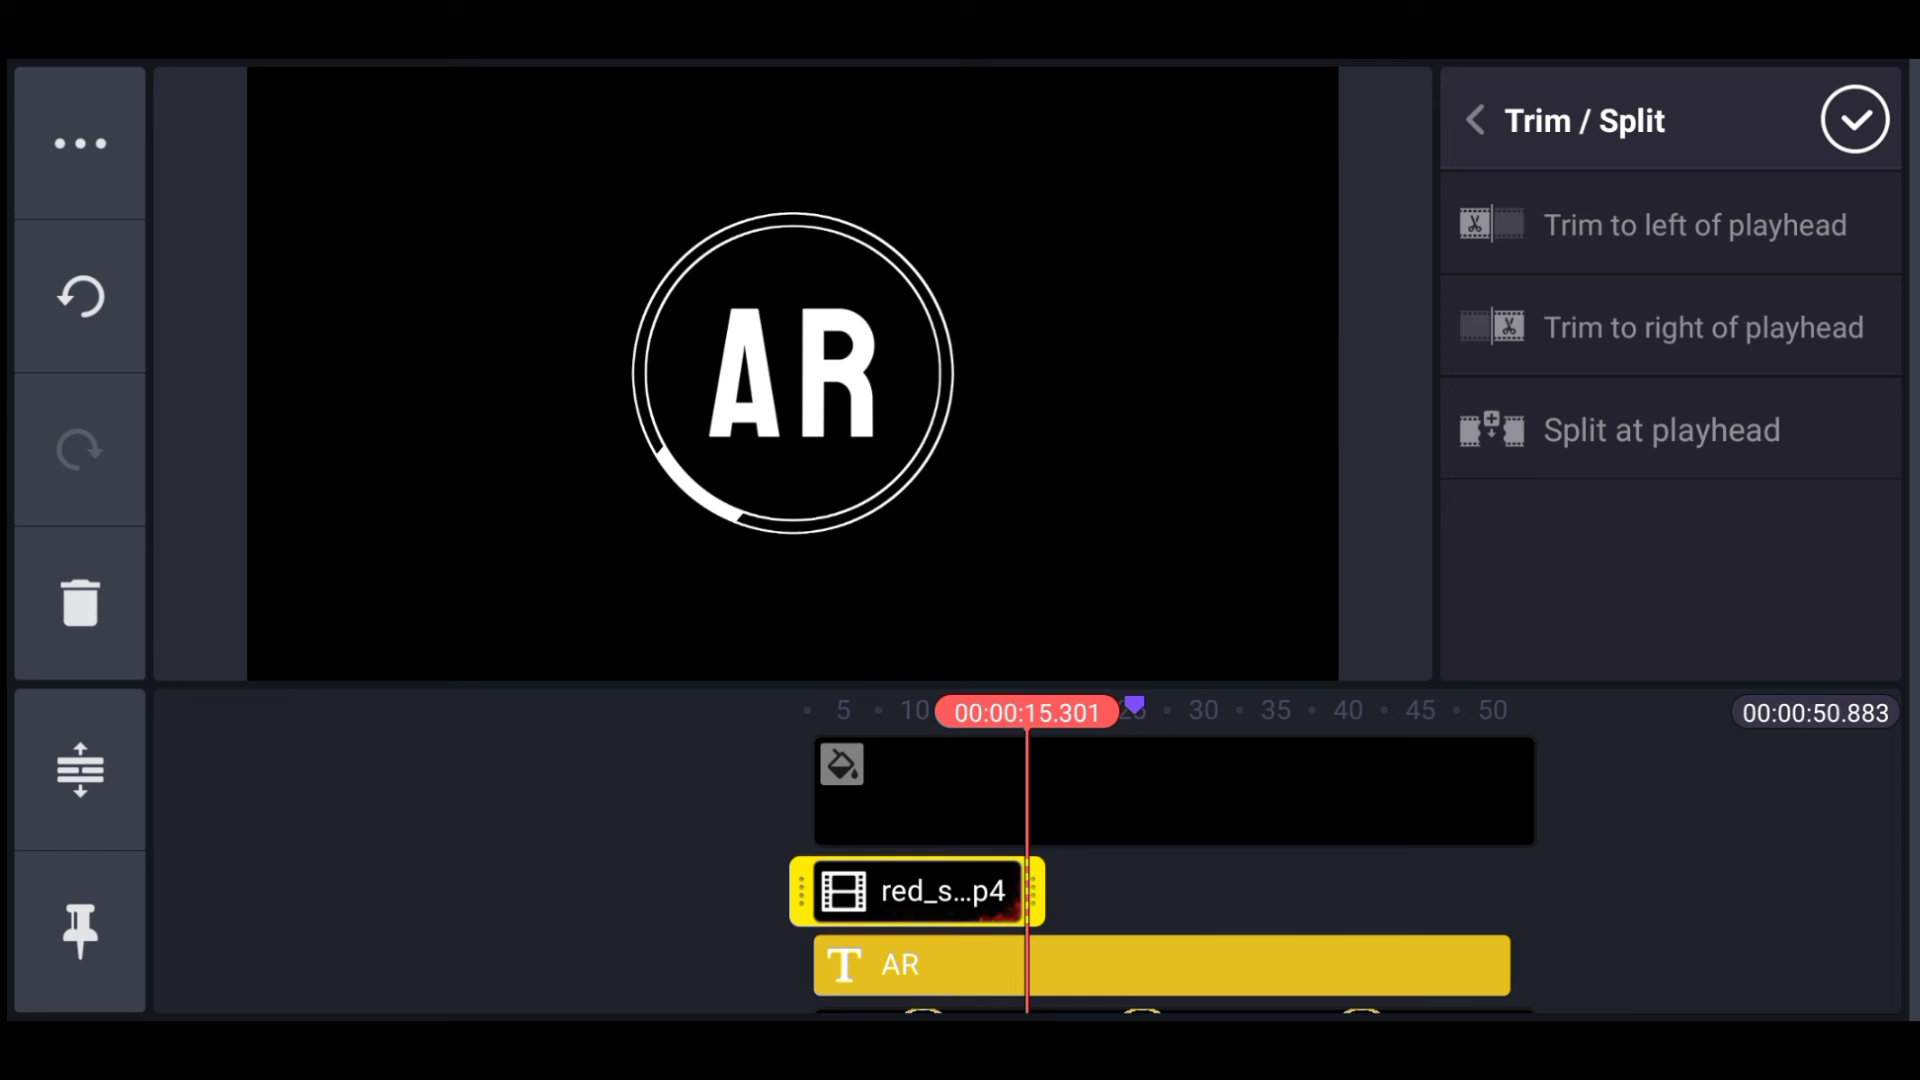 Trim / Split
Trim to left of playhead
AR
Trim to right of playhead
Split at playhead
5 10 00:00:15.301 30 35 40 45 50 00:00:50.883
red_s...p4
T AR